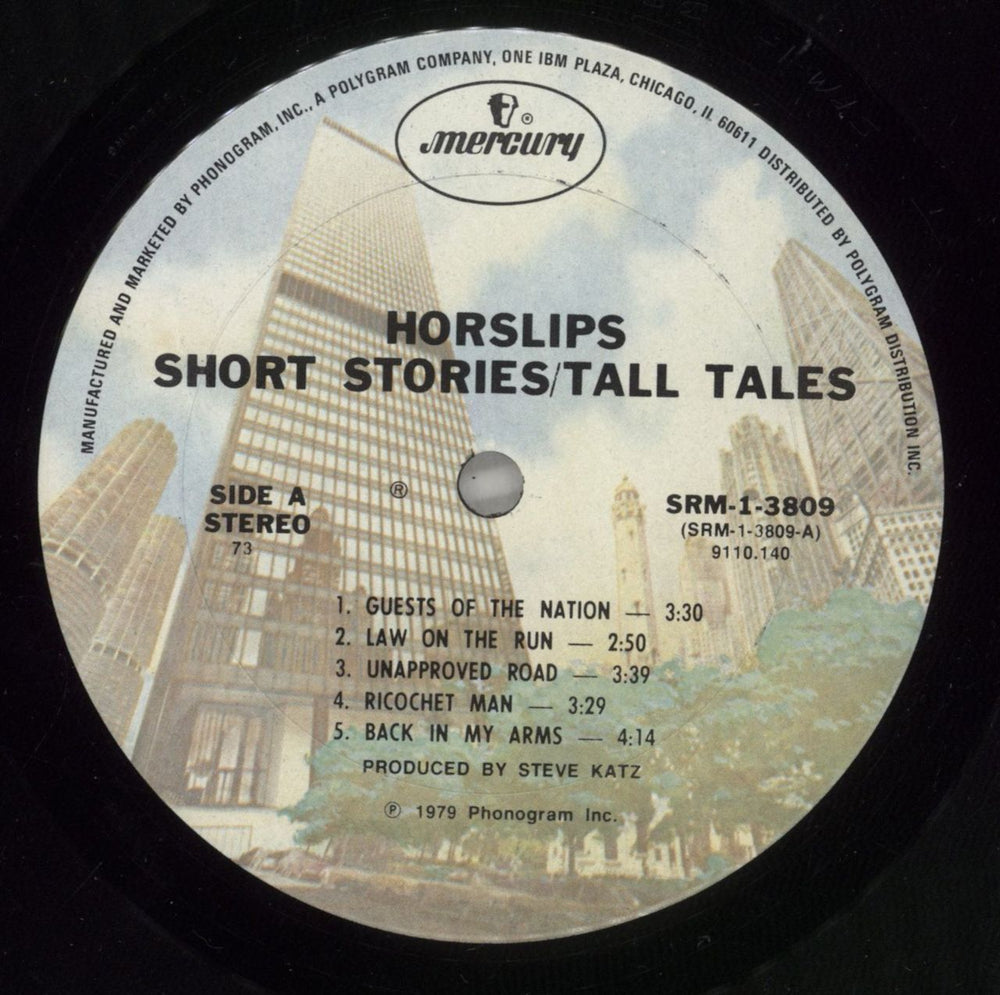 MANUFACTURED AND MARKETED BY PHONOGRAM, INC., A POLYGRAM COMPANY, ONE IBM PLAZA, CHICAGO, IL 60611 DISTRIBUTED BY POLYGRAM DISTRIBUTION INC.
®
mercury
HORSLIPS
SHORT STORIES/TALL TALES
SIDE A
STEREO
73
®
SRM-1-3809
(SRM-1-3809-A)
9110.140
1. GUESTS OF THE NATION — 3:30
2. LAW ON THE RUN — 2:50
3. UNAPPROVED ROAD — 3:39
4. RICOCHET MAN — 3:29
5. BACK IN MY ARMS — 4:14
PRODUCED BY STEVE KATZ
℗ 1979 Phonogram Inc.